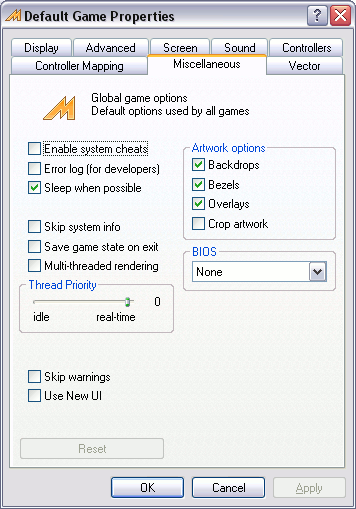 Default Game Properties
Display Advanced Screen Sound Controllers
Controller Mapping Miscellaneous Vector
Global game options
Default options used by all games
Enable system cheats
Error log (for developers)
Sleep when possible
Skip system info
Save game state on exit
Multi-threaded rendering
Thread Priority
0
idle real-time
Skip warnings
Use New UI
Reset
Artwork options
Backdrops
Bezels
Overlays
Crop artwork
BIOS
None
OK Cancel Apply